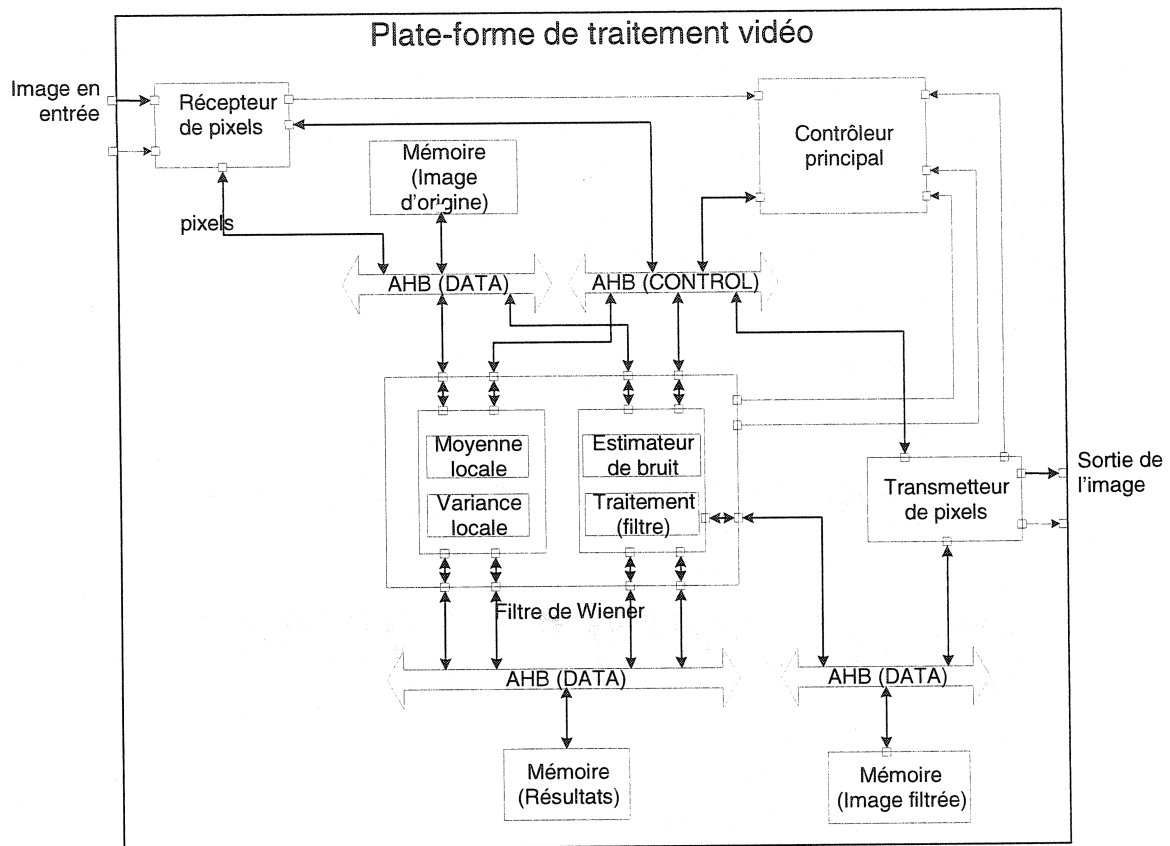 Plate-forme de traitement vidéo
Image en
entrée
Récepteur
de pixels
Contrôleur
principal
Mémoire
(Image
d'origine)
pixels
AHB (DATA)
AHB (CONTROL)
Moyenne
locale
Variance
locale
Estimateur
de bruit
Traitement
(filtre)
Transmetteur
de pixels
Sortie de
l'image
Filtre de Wiener
AHB (DATA)
AHB (DATA)
Mémoire
(Résultats)
Mémoire
(Image filtrée)